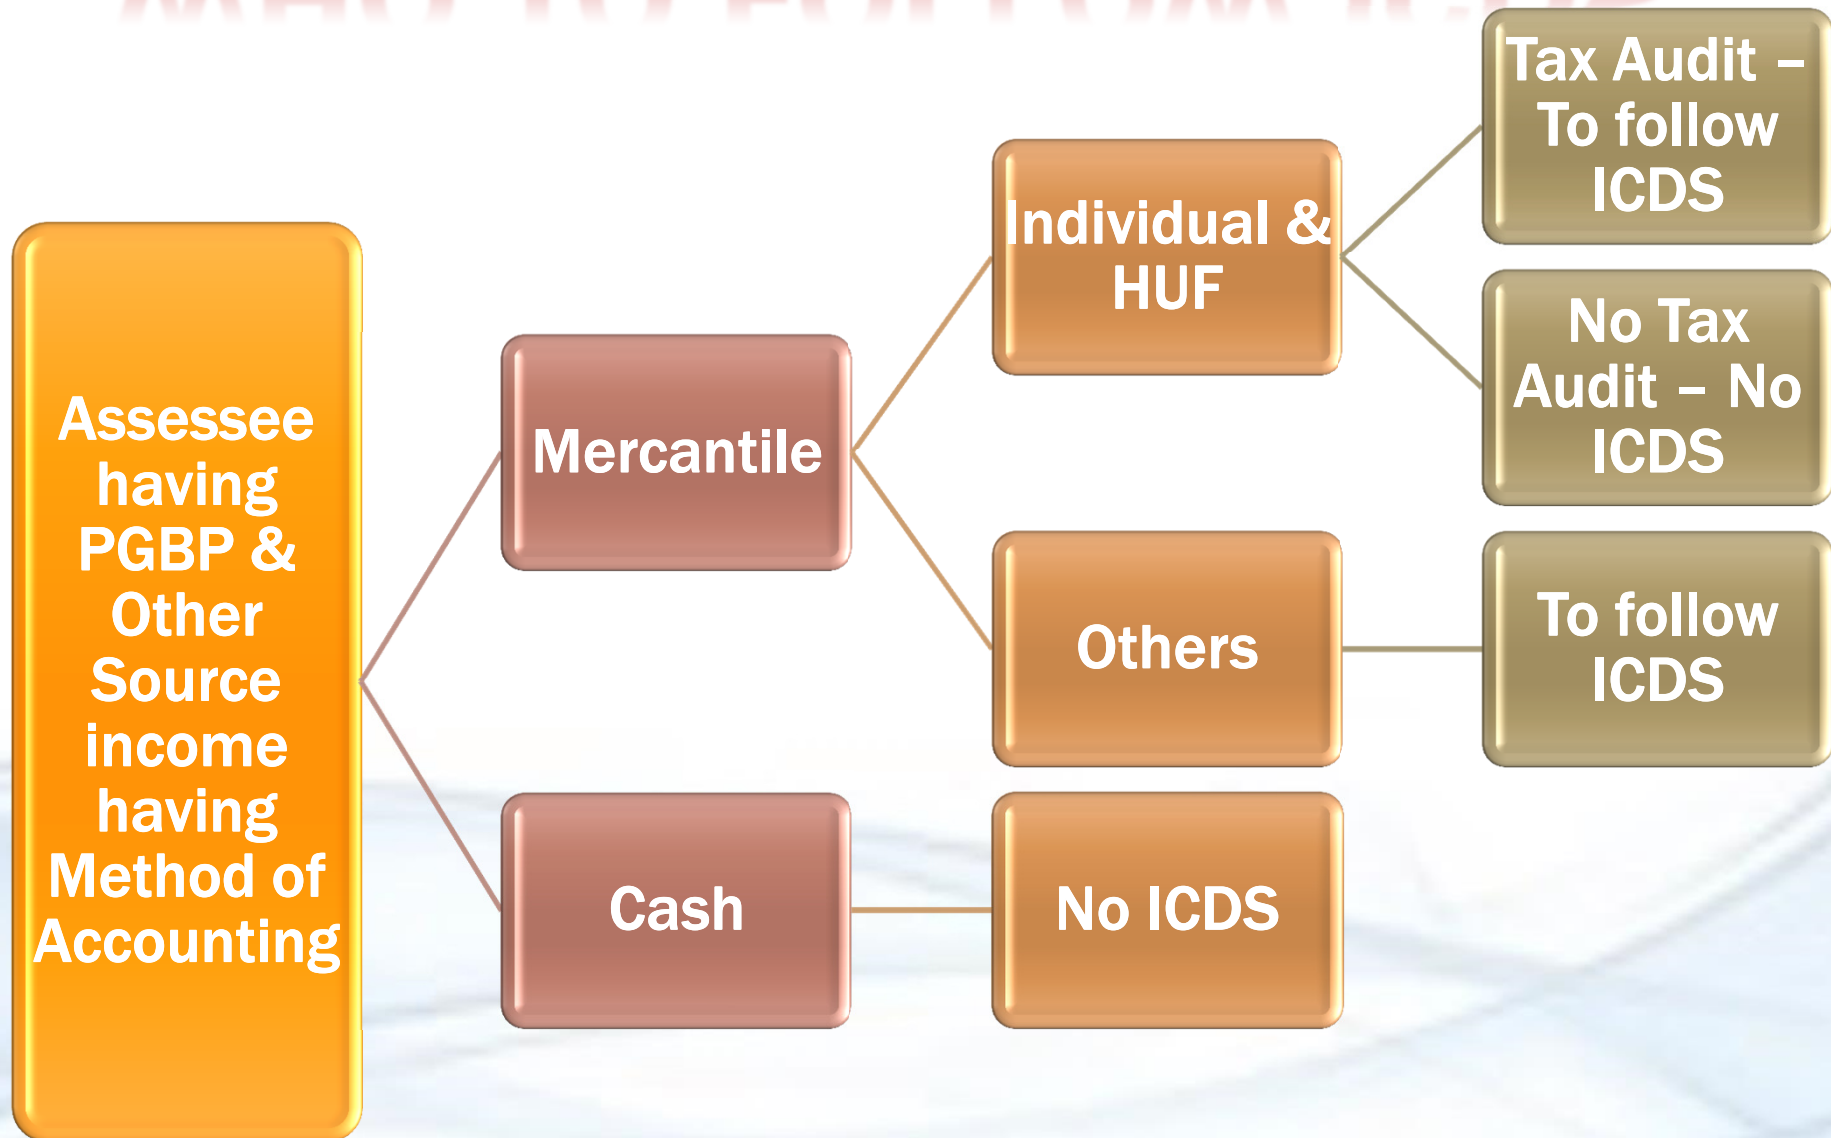 Assessee
having
PGBP &
Other
Source
income
having
Method of
Accounting
Mercantile
Cash
Individual &
HUF
Others
No ICDS
Tax Audit –
To follow
ICDS
No Tax
Audit – No
ICDS
To follow
ICDS